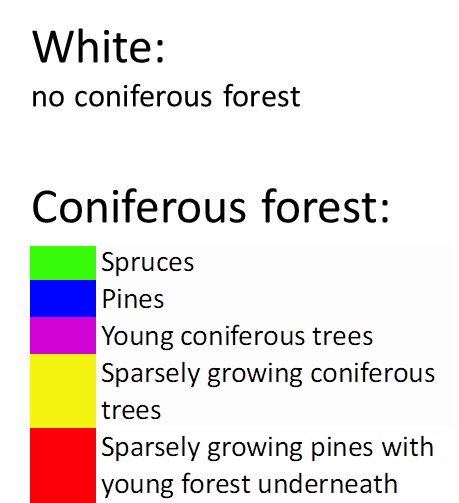 White:
no coniferous forest
Coniferous forest:
Spruces
Pines
Young coniferous trees
Sparsely growing coniferous
trees
Sparsely growing pines with
young forest underneath